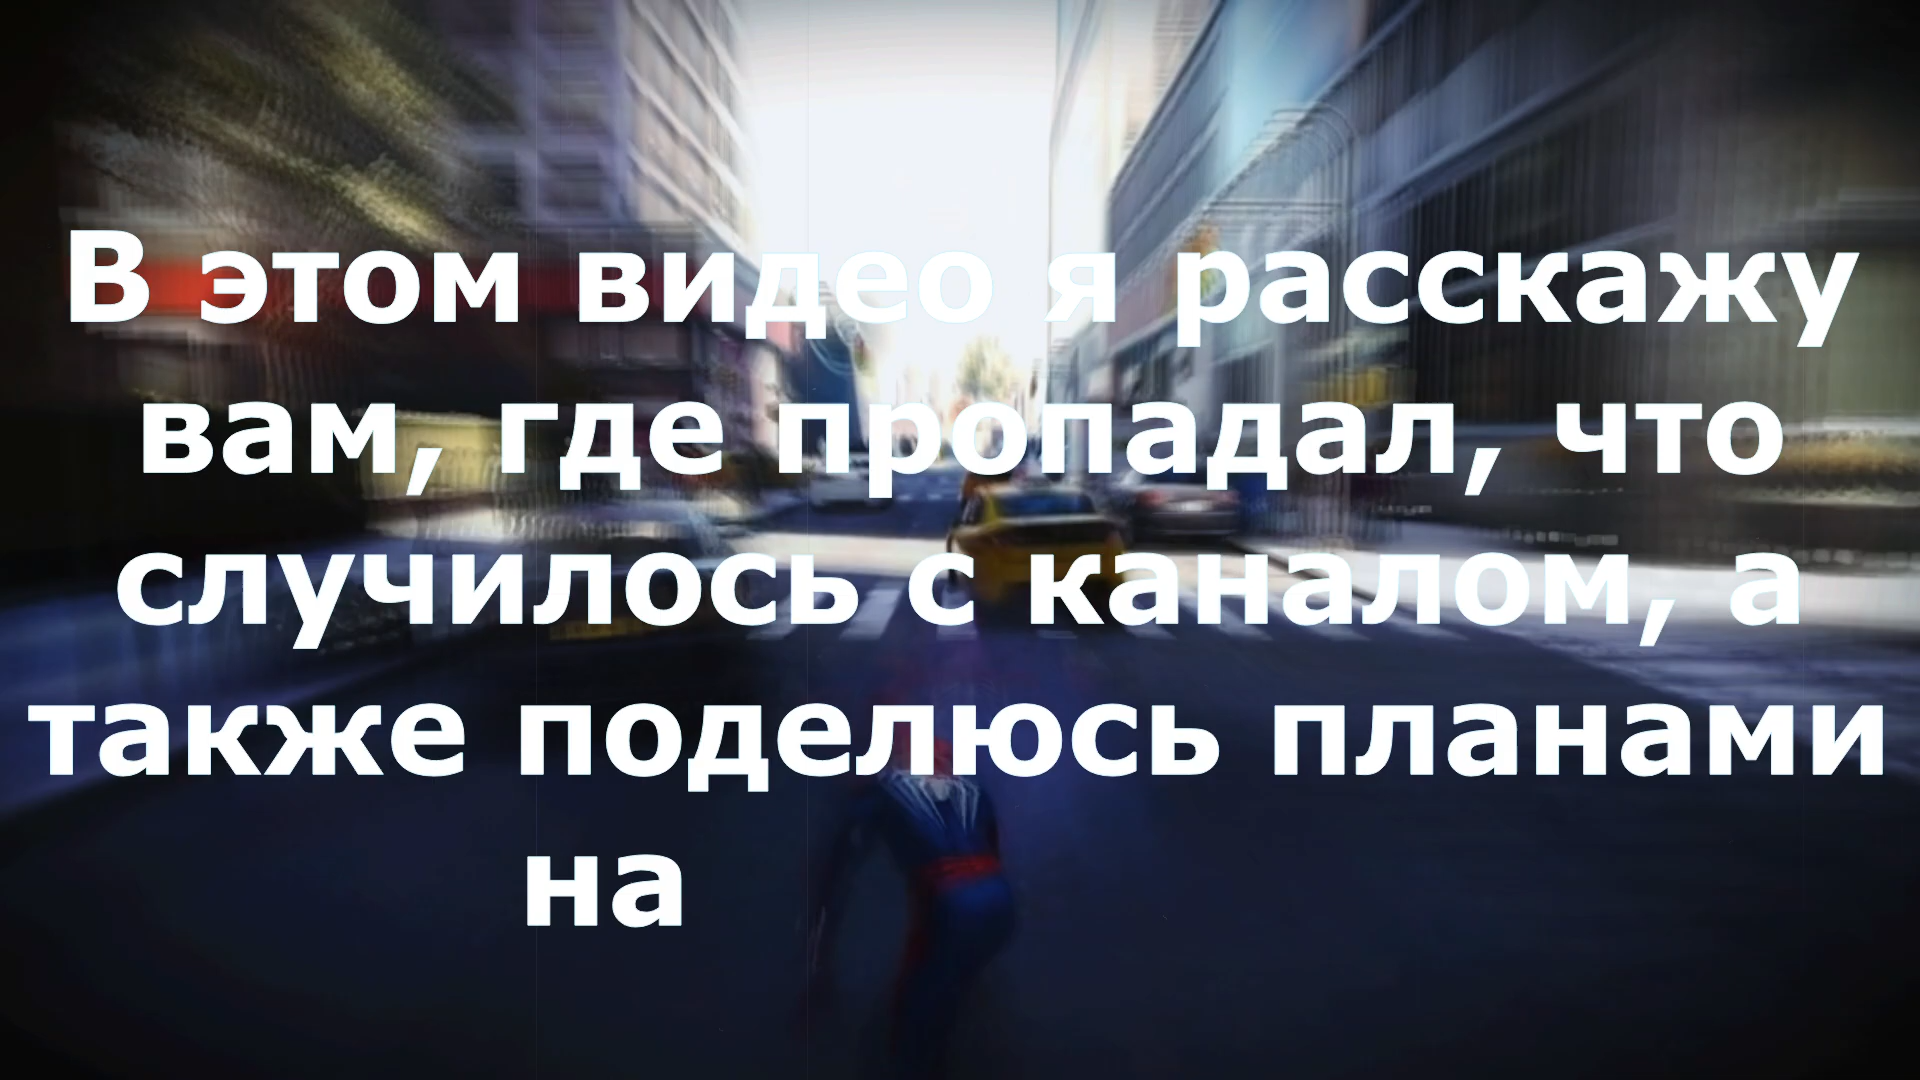 В этом видео я расскажу
вам, где пропадал, что
случилось с каналом, а
также поделюсь планами
на